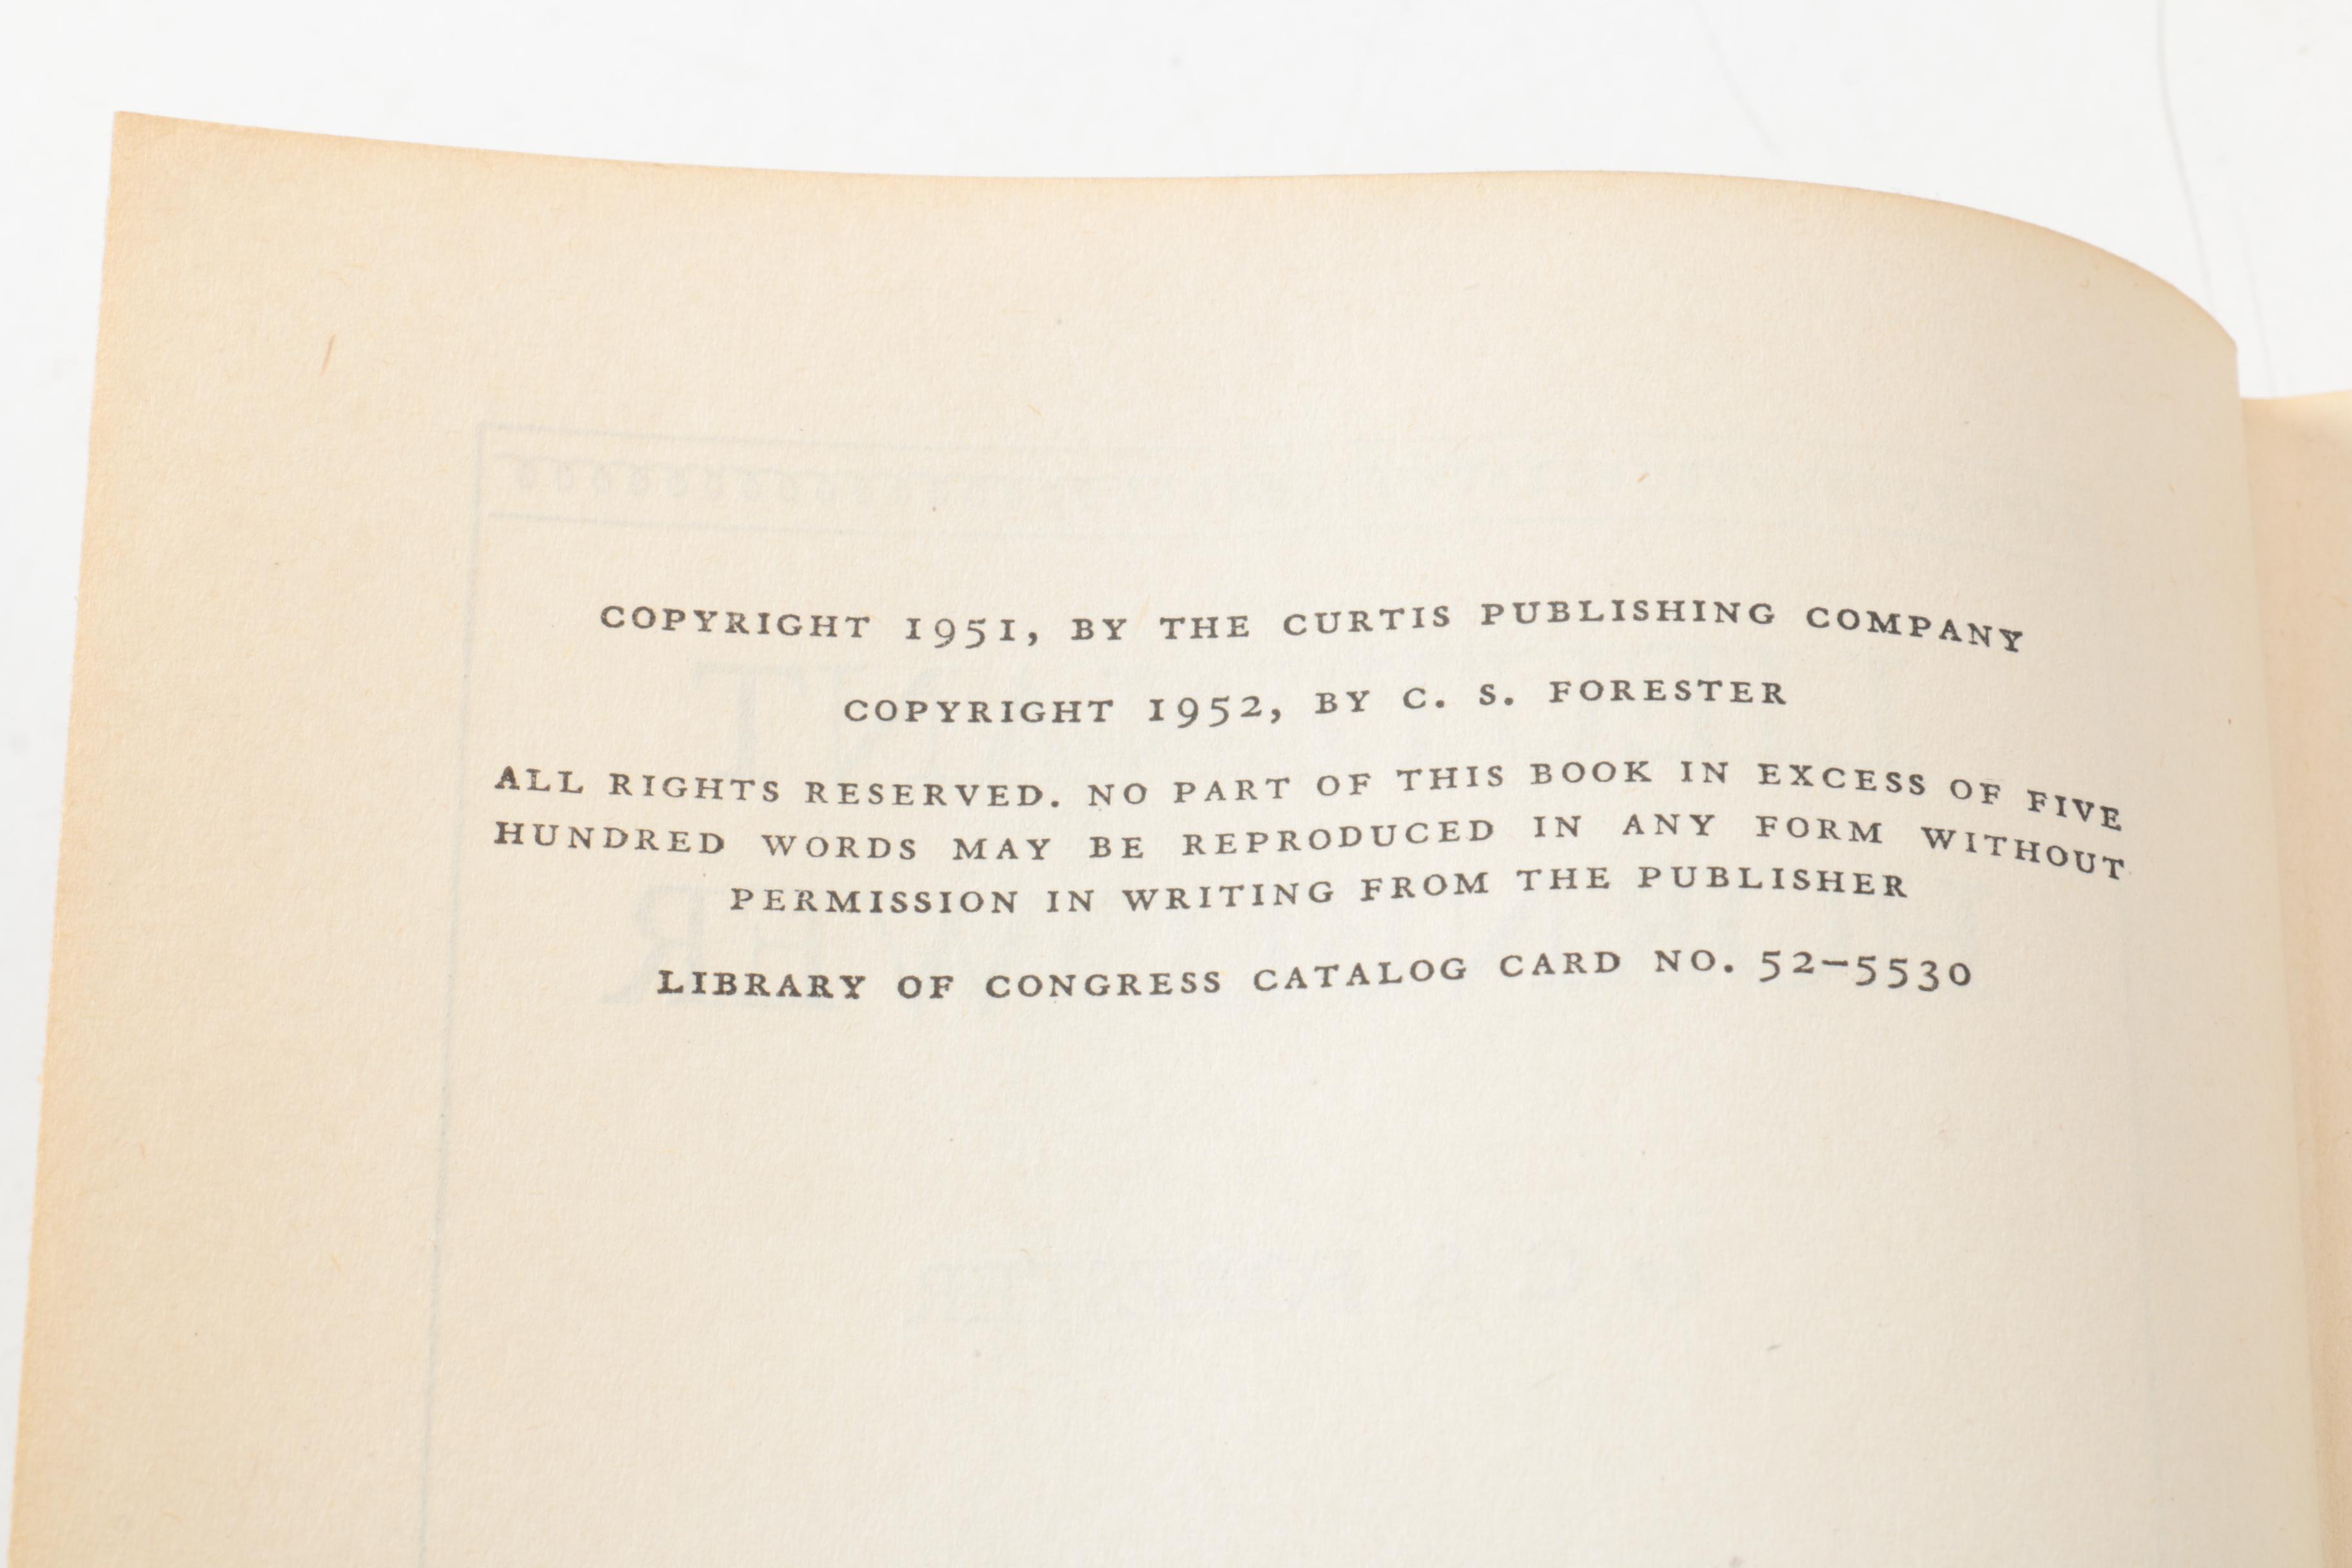 COPYRIGHT 1951, BY THE CURTIS PUBLISHING COMPANY
COPYRIGHT 1952, BY C. S. FORESTER
ALL RIGHTS RESERVED. NO PART OF THIS BOOK IN EXCESS OF FIVE
HUNDRED WORDS MAY BE REPRODUCED IN ANY FORM WITHOUT
PERMISSION IN WRITING FROM THE PUBLISHER
LIBRARY OF CONGRESS CATALOG CARD NO. 52–5530